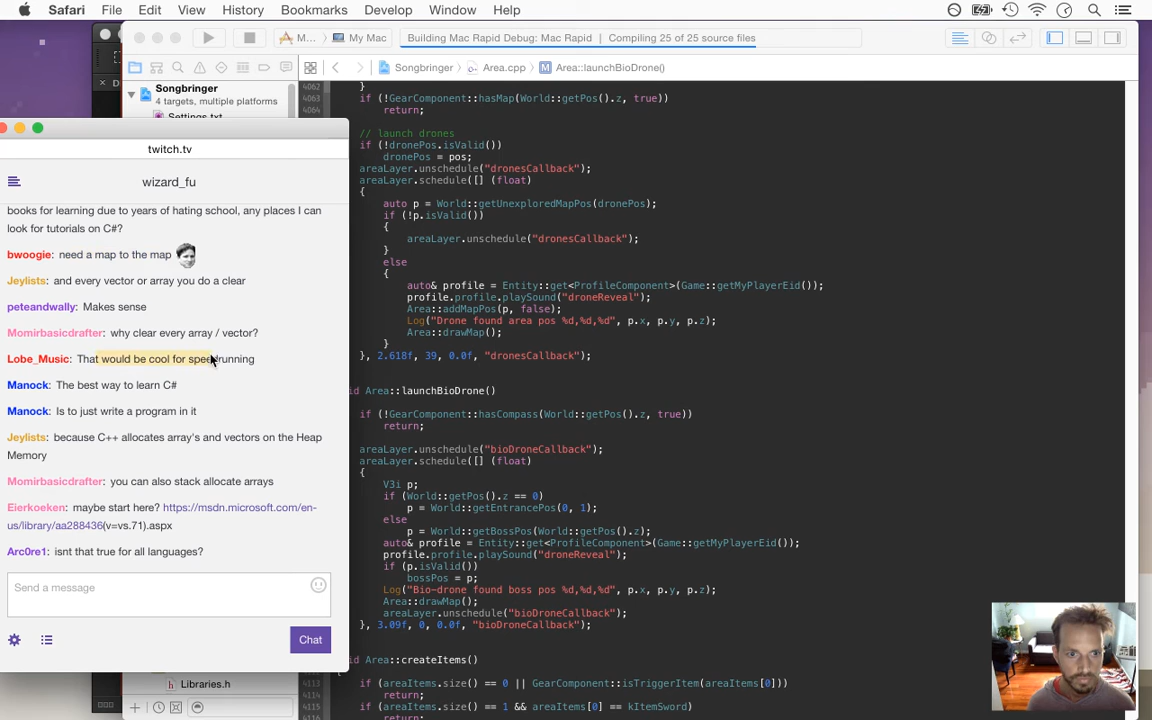 Safari File Edit View History Bookmarks Develop Window Help
M... My Mac Building Mac Rapid Debug: Mac Rapid | Compiling 25 of 25 source files
Songbringer Area.cpp Area::launchBioDrone()
Songbringer
4 targets, multiple platforms
Settings.txt
twitch.tv
wizard_fu
books for learning due to years of hating school, any places I can
look for tutorials on C#?
bwoogie: need a map to the map
Jeylists: and every vector or array you do a clear
peteandwally: Makes sense
Momirbasicdrafter: why clear every array / vector?
Lobe_Music: That would be cool for speedrunning
Manock: The best way to learn C#
Manock: Is to just write a program in it
Jeylists: because C++ allocates array's and vectors on the Heap
Memory
Momirbasicdrafter: you can also stack allocate arrays
Eierkoeken: maybe start here? https://msdn.microsoft.com/en-
us/library/aa288436(v=vs.71).aspx
Arc0re1: isnt that true for all languages?
Send a message
Chat
Libraries.h
4062 }
4063 if (!GearComponent::hasMap(World::getPos().z, true))
4064 return;
// launch drones
if (!dronePos.isValid())
dronePos = pos;
areaLayer.unschedule("dronesCallback");
areaLayer.schedule([] (float)
{
auto p = World::getUnexploredMapPos(dronePos);
if (!p.isValid())
{
areaLayer.unschedule("dronesCallback");
}
else
{
auto& profile = Entity::get<ProfileComponent>(Game::getMyPlayerEid());
profile.profile.playSound("droneReveal");
Area::addMapPos(p, false);
Log("Drone found area pos %d,%d,%d", p.x, p.y, p.z);
Area::drawMap();
}
}, 2.618f, 39, 0.0f, "dronesCallback");
id Area::launchBioDrone()
if (!GearComponent::hasCompass(World::getPos().z, true))
return;
areaLayer.unschedule("bioDroneCallback");
areaLayer.schedule([] (float)
{
V3i p;
if (World::getPos().z == 0)
p = World::getEntrancePos(0, 1);
else
p = World::getBossPos(World::getPos().z);
auto& profile = Entity::get<ProfileComponent>(Game::getMyPlayerEid());
profile.profile.playSound("droneReveal");
if (p.isValid())
bossPos = p;
Log("Bio-drone found boss pos %d,%d,%d", p.x, p.y, p.z);
Area::drawMap();
areaLayer.unschedule("bioDroneCallback");
}, 3.09f, 0, 0.0f, "bioDroneCallback");
id Area::createItems()
4113 if (areaItems.size() == 0 || GearComponent::isTriggerItem(areaItems[0]))
4114 return;
4115 if (areaItems.size() == 1 && areaItems[0] == kItemSword)
4116 return;